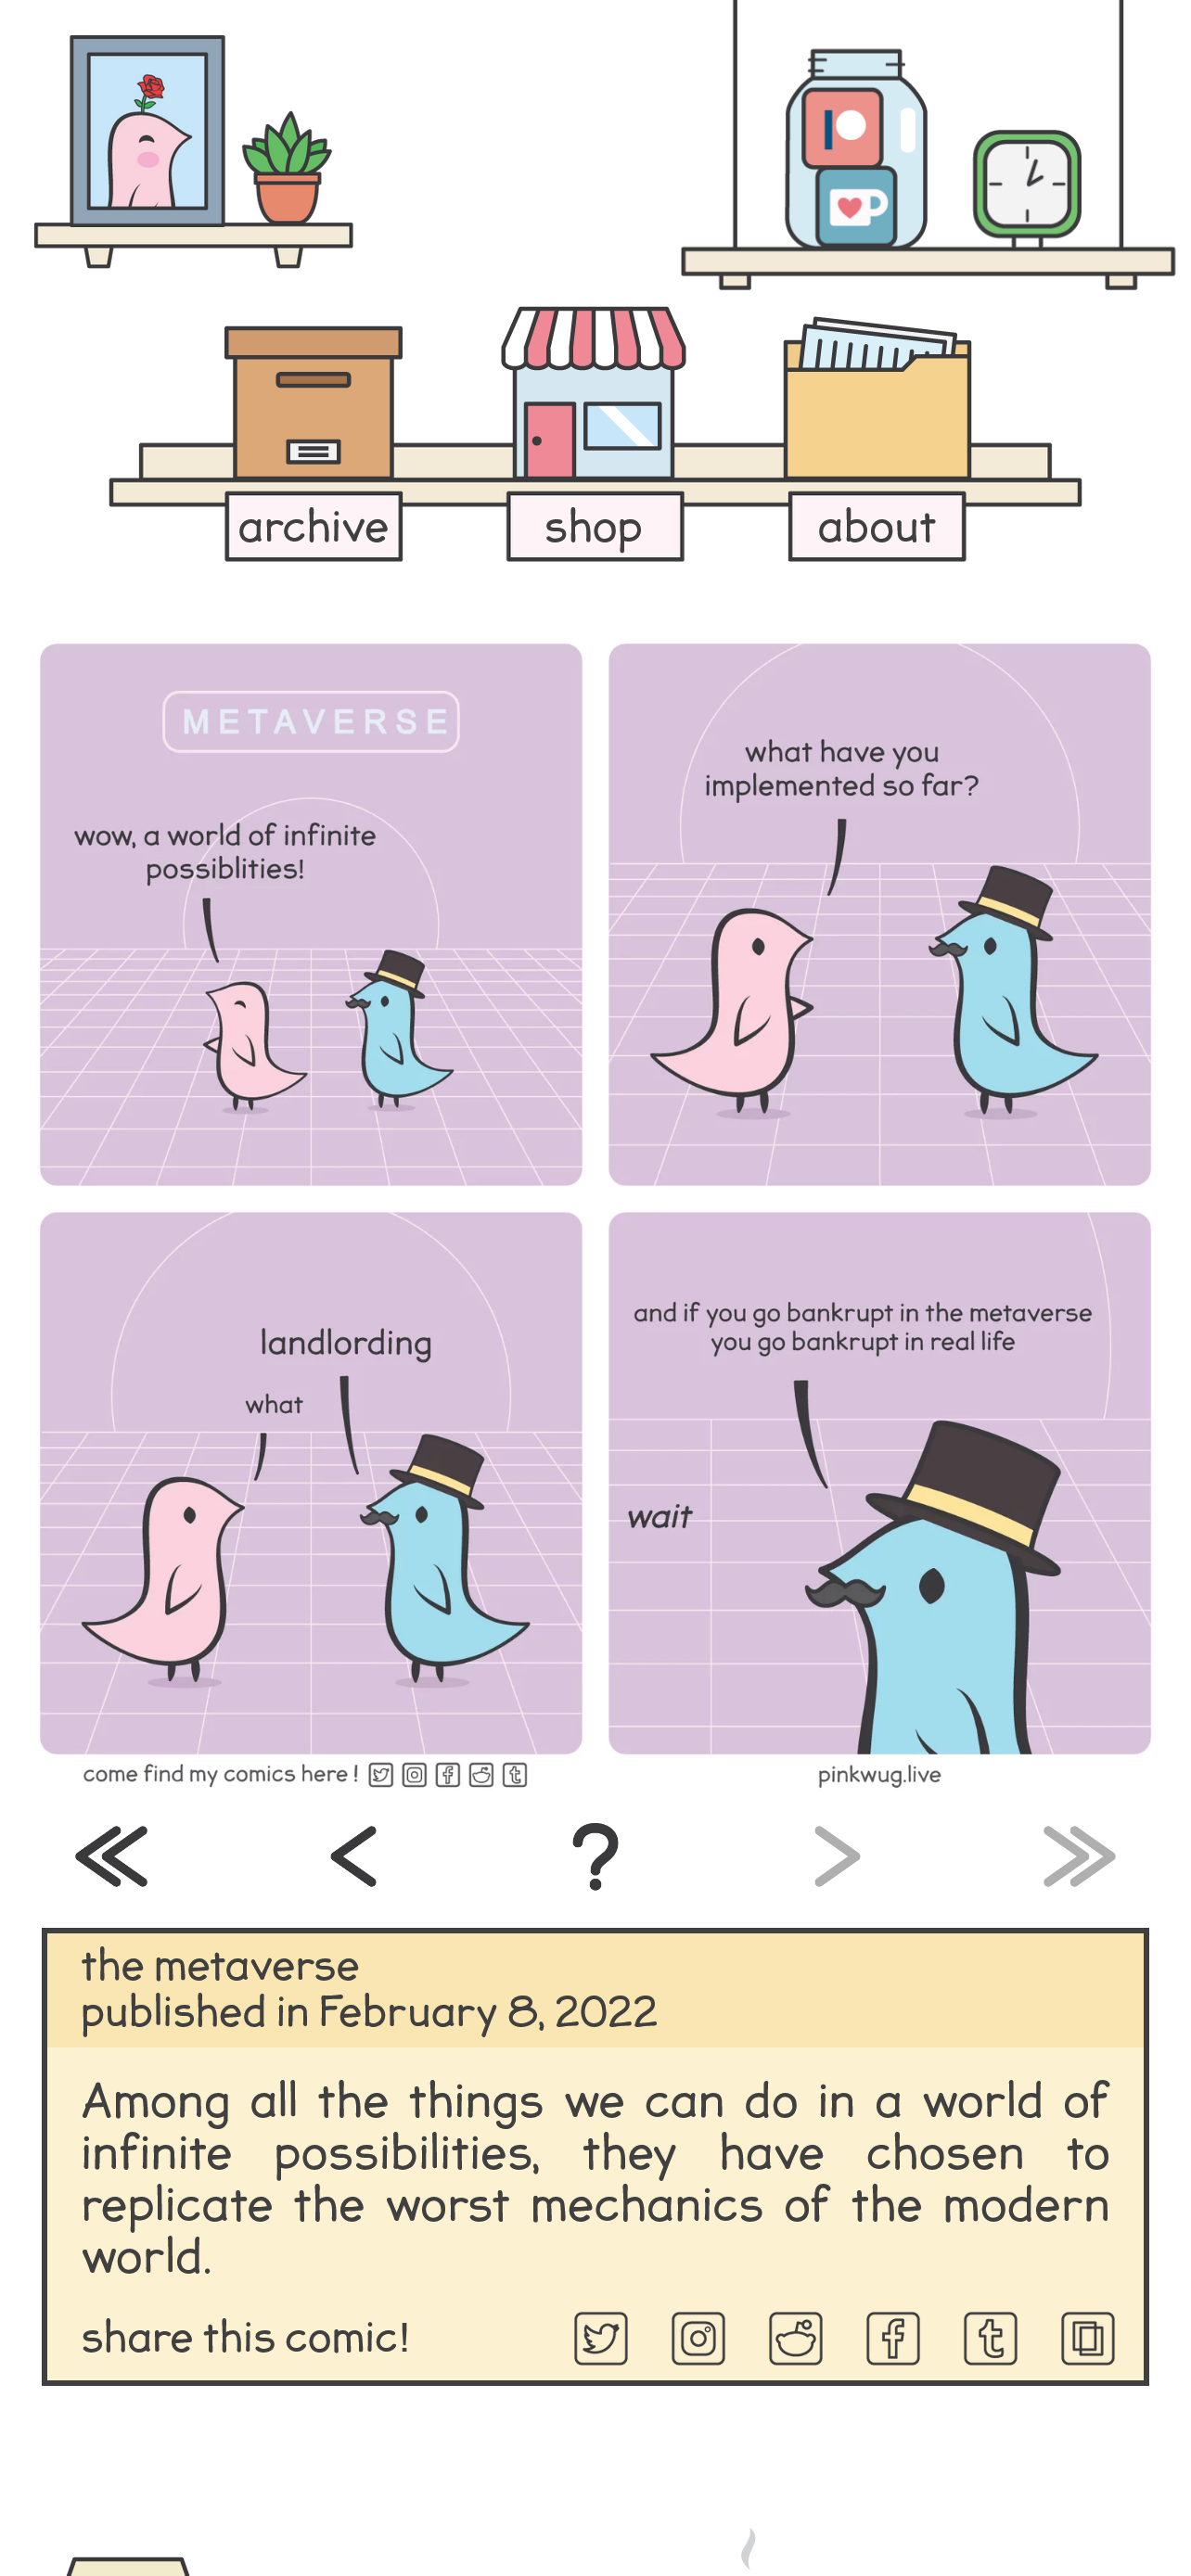 archive
shop
about
METAVERSE
wow, a world of infinite
possiblities!
what have you
implemented so far?
landlording
what
and if you go bankrupt in the metaverse
you go bankrupt in real life
wait
come find my comics here !
pinkwug.live
?
the metaverse
published in February 8, 2022
Among all the things we can do in a world of
infinite possibilities, they have chosen to
replicate the worst mechanics of the modern
world.
share this comic!